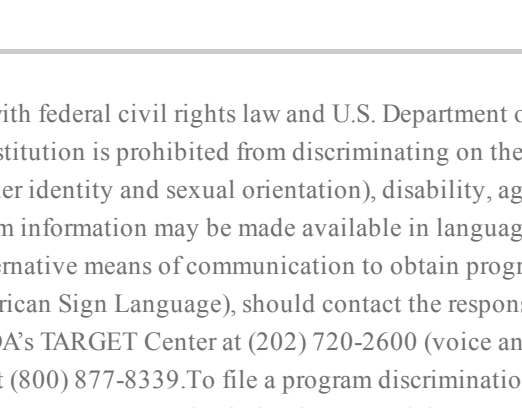 ith federal civil rights law and U.S. Department
stitution is prohibited from discriminating on the
er identity and sexual orientation), disability, ag
m information may be made available in languag
ernative means of communication to obtain progr
rican Sign Language), should contact the respons
A’s TARGET Center at (202) 720-2600 (voice an
(800) 877-8339.To file a program discriminatio